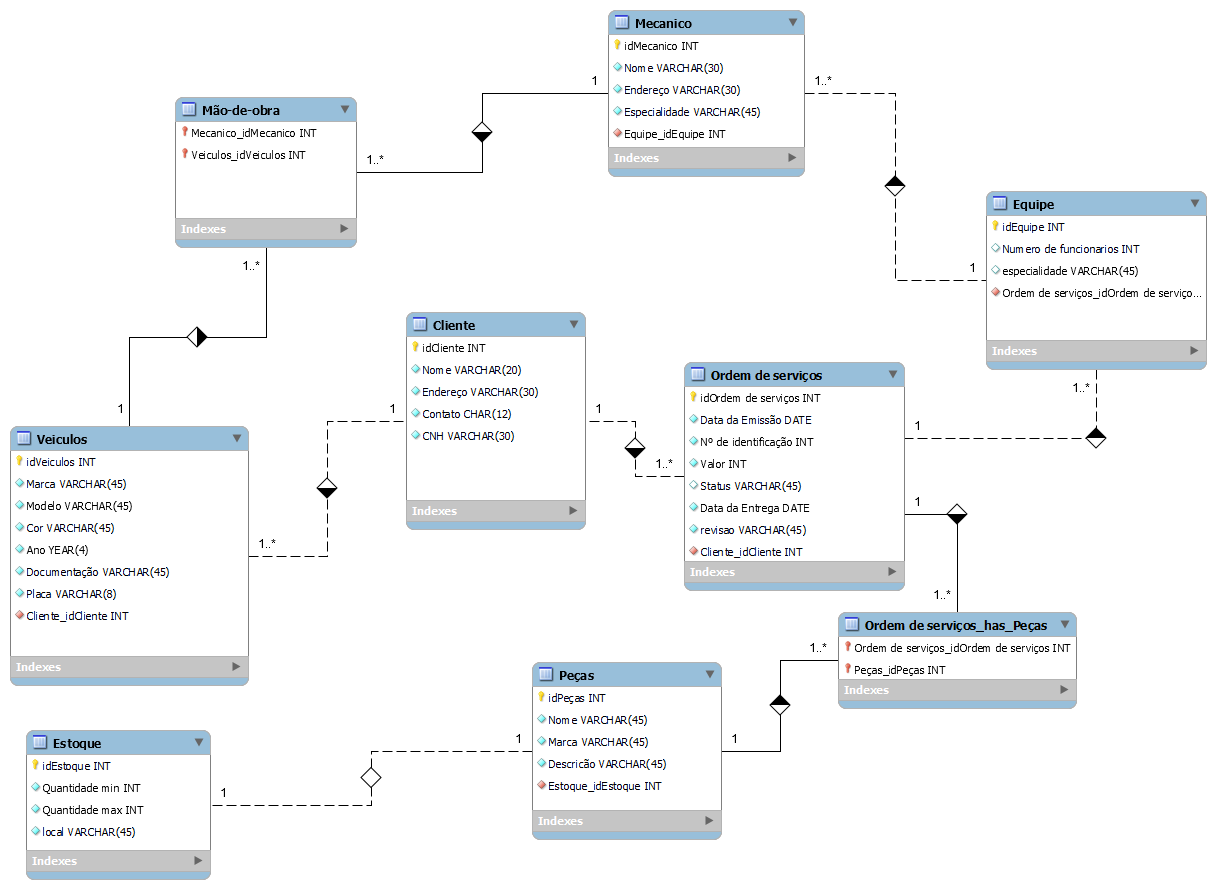 Mecanico
idMecanico INT
Nome VARCHAR(30)
Endereço VARCHAR(30)
Especialidade VARCHAR(45)
Equipe_idEquipe INT
Indexes
1
1..*
Mão-de-obra
Mecanico_idMecanico INT
Veiculos_idVeiculos INT
Indexes
1..*
1..*
1
Equipe
idEquipe INT
Numero de funcionarios INT
especialidade VARCHAR(45)
Ordem de serviços_idOrdem de serviço...
Indexes
1
1..*
Cliente
idCliente INT
Nome VARCHAR(20)
Endereço VARCHAR(30)
Contato CHAR(12)
CNH VARCHAR(30)
Indexes
1
1
1..*
1..*
Ordem de serviços
idOrdem de serviços INT
Data da Emissão DATE
Nº de identificação INT
Valor INT
Status VARCHAR(45)
Data da Entrega DATE
revisao VARCHAR(45)
Cliente_idCliente INT
Indexes
1
1
1..*
Veiculos
idVeiculos INT
Marca VARCHAR(45)
Modelo VARCHAR(45)
Cor VARCHAR(45)
Ano YEAR(4)
Documentação VARCHAR(45)
Placa VARCHAR(8)
Cliente_idCliente INT
Indexes
Ordem de serviços_has_Peças
Ordem de serviços_idOrdem de serviços INT
Peças_idPeças INT
Indexes
1..*
1
Peças
idPeças INT
Nome VARCHAR(45)
Marca VARCHAR(45)
Descricão VARCHAR(45)
Estoque_idEstoque INT
Indexes
1
1
Estoque
idEstoque INT
Quantidade min INT
Quantidade max INT
local VARCHAR(45)
Indexes